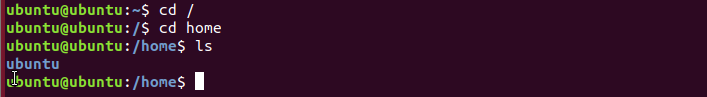 ubuntu@ubuntu:~$ cd /
ubuntu@ubuntu:/$ cd home
ubuntu@ubuntu:/home$ ls
ubuntu
ubuntu@ubuntu:/home$